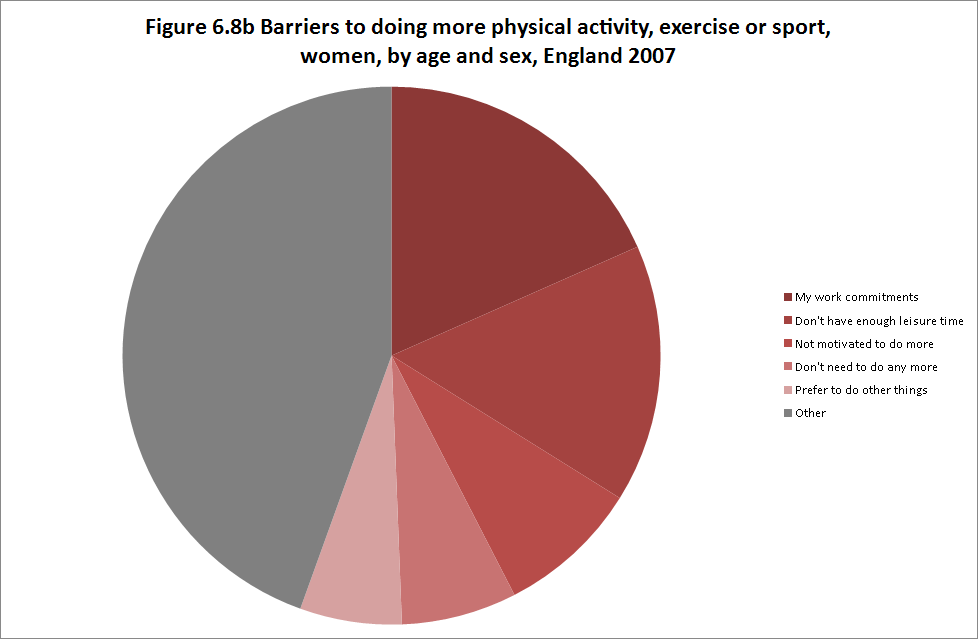 Figure 6.8b Barriers to doing more physical activity, exercise or sport,
women, by age and sex, England 2007
My work commitments
Don't have enough leisure time
Not motivated to do more
Don't need to do any more
Prefer to do other things
Other